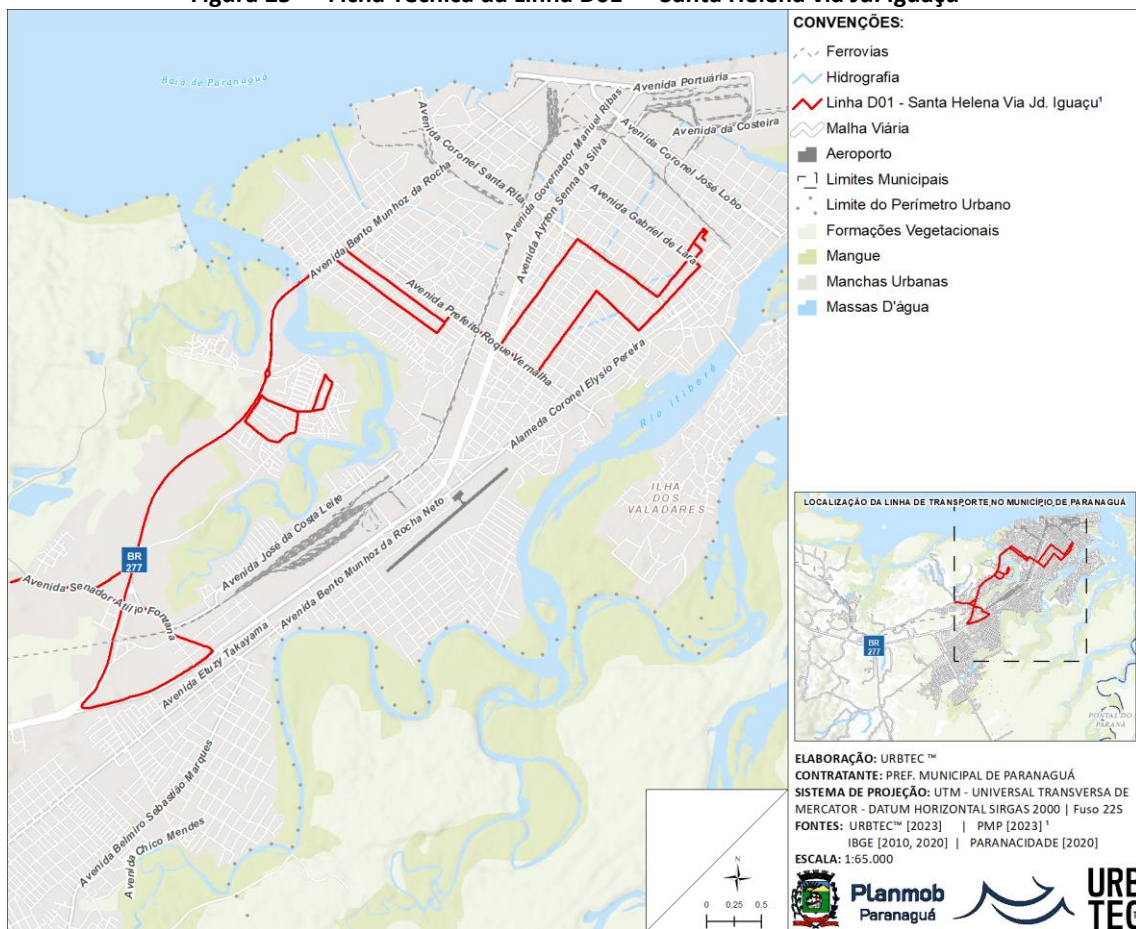 Figura 23 — Ficha Técnica da Linha D01 — Santa Helena via Jd. Iguaçu
Baía de Paranaguá
Avenida Portuária
Avenida da Costeira
Avenida Coronel Santa Rita
Avenida Governador Manuel Ribas
Avenida Ayrton Senna da Silva
Avenida Coronel José Lobo
Avenida Gabriel de Lara
Avenida Bento Munhoz da Rocha
Avenida Prefeito Roque Vernalha
Alameda Coronel Elysio Pereira
Rio Itiberê
ILHA
DOS
VALADARES
Avenida José da Costa Leite
Avenida Bento Munhoz da Rocha Neto
BR
277
Avenida Senador Atilio Fontana
Avenida Etuzy Takayama
Avenida Belmiro Sebastião Marques
Avenida Chico Mendes
N
0 0,25 0,5
CONVENÇÕES:
Ferrovias
Hidrografia
Linha D01 - Santa Helena Via Jd. Iguaçu¹
Malha Viária
Aeroporto
Limites Municipais
Limite do Perímetro Urbano
Formações Vegetacionais
Mangue
Manchas Urbanas
Massas D'água
LOCALIZAÇÃO DA LINHA DE TRANSPORTE NO MUNICÍPIO DE PARANAGUÁ
BR
277
PONTAL DO
PARANÁ
ELABORAÇÃO: URBTEC ™
CONTRATANTE: PREF. MUNICIPAL DE PARANAGUÁ
SISTEMA DE PROJEÇÃO: UTM - UNIVERSAL TRANSVERSA DE
MERCATOR - DATUM HORIZONTAL SIRGAS 2000 | Fuso 22S
FONTES: URBTEC™ [2023] | PMP [2023] ¹
IBGE [2010, 2020] | PARANACIDADE [2020]
ESCALA: 1:65.000
Planmob
Paranaguá
URB
TEC